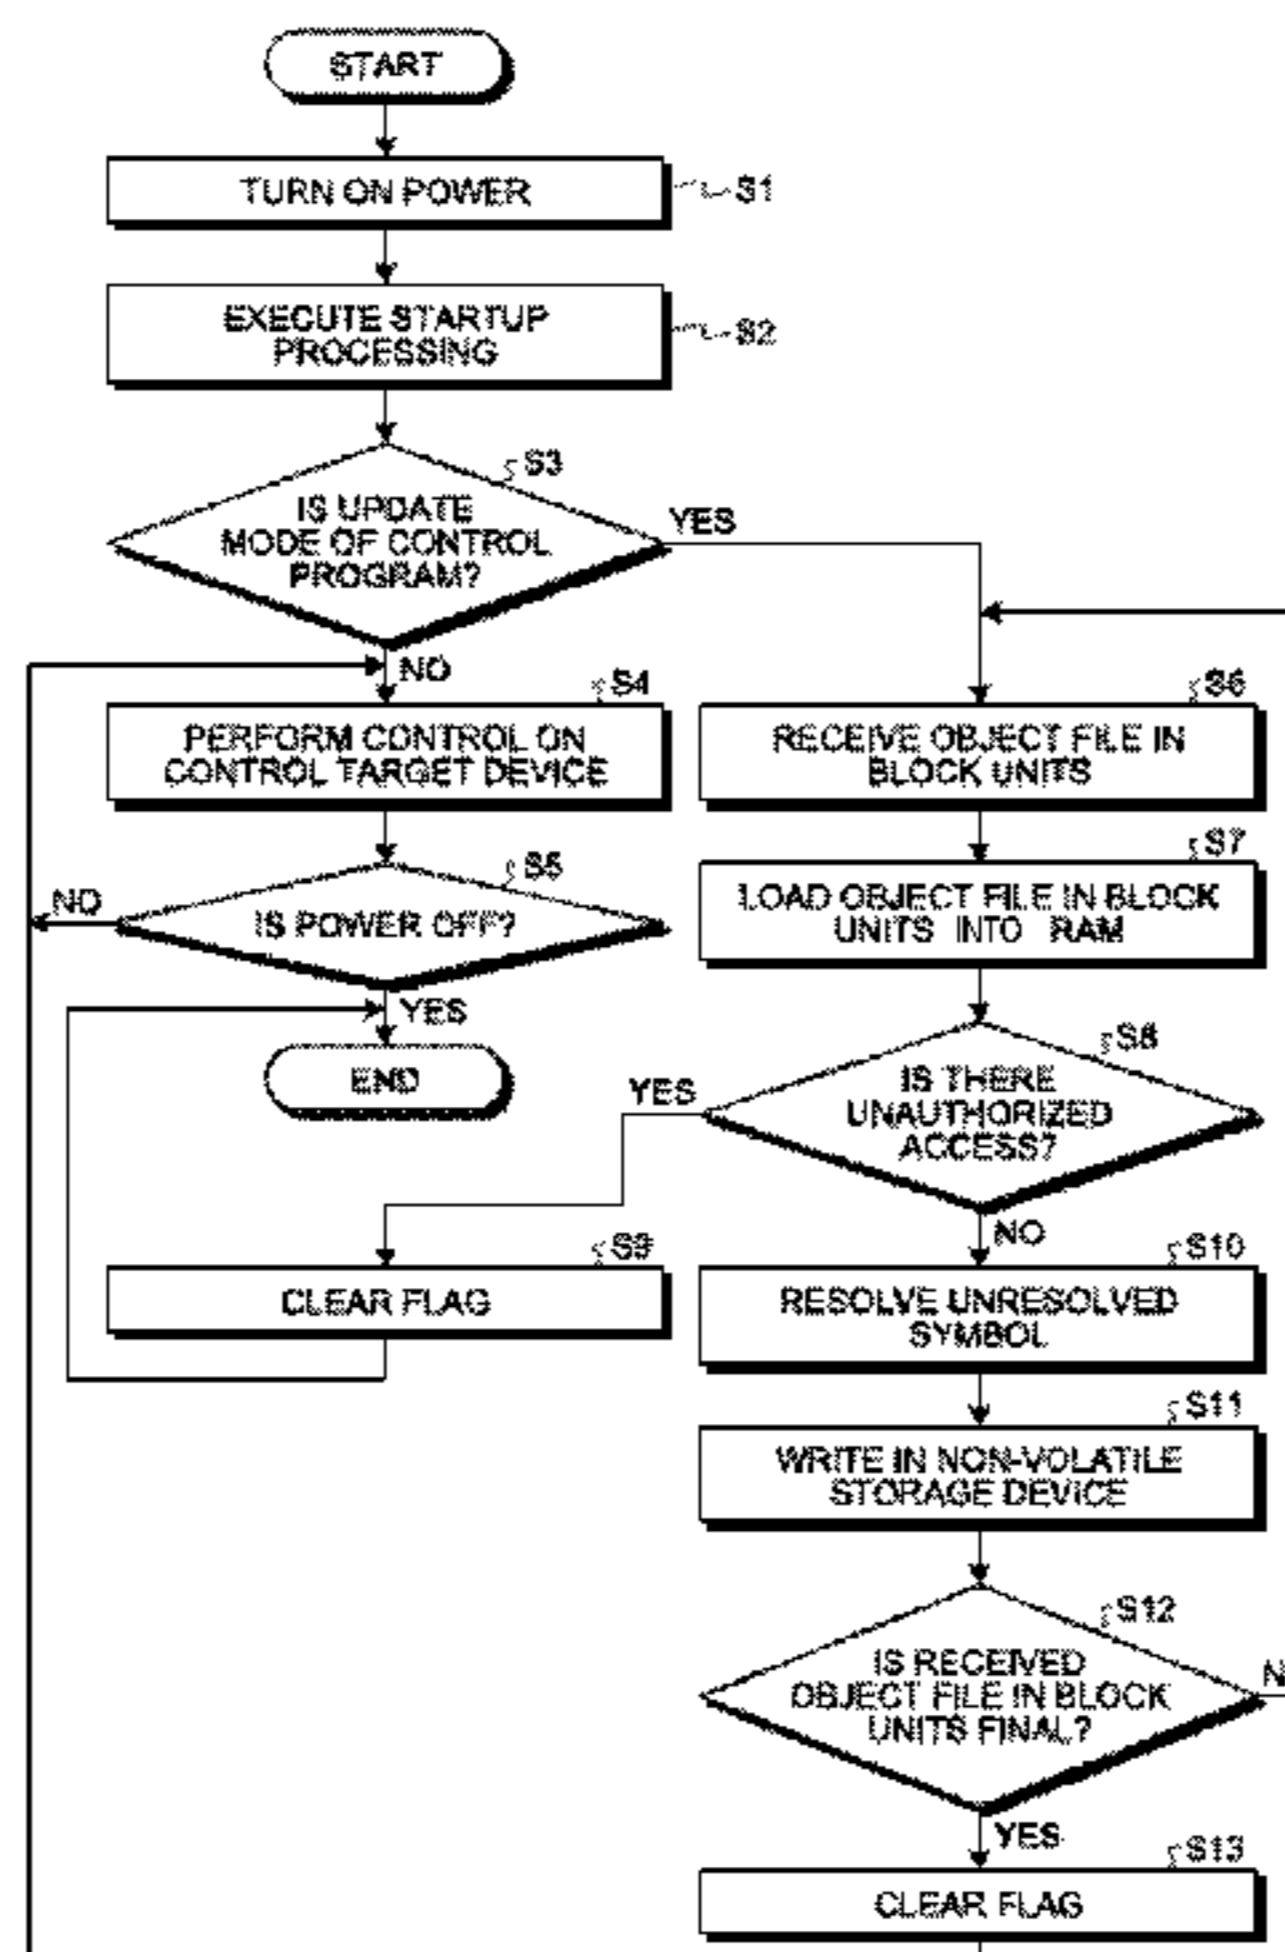 START
TURN ON POWER
S1
EXECUTE STARTUP
PROCESSING
S2
S3
IS UPDATE
MODE OF CONTROL
PROGRAM?
YES
NO
S4
PERFORM CONTROL ON
CONTROL TARGET DEVICE
S5
IS POWER OFF?
NO
YES
END
S6
RECEIVE OBJECT FILE IN
BLOCK UNITS
S7
LOAD OBJECT FILE IN BLOCK
UNITS INTO RAM
S8
IS THERE
UNAUTHORIZED
ACCESS?
YES
NO
S9
CLEAR FLAG
S10
RESOLVE UNRESOLVED
SYMBOL
S11
WRITE IN NON-VOLATILE
STORAGE DEVICE
S12
IS RECEIVED
OBJECT FILE IN BLOCK
UNITS FINAL?
YES
S13
CLEAR FLAG